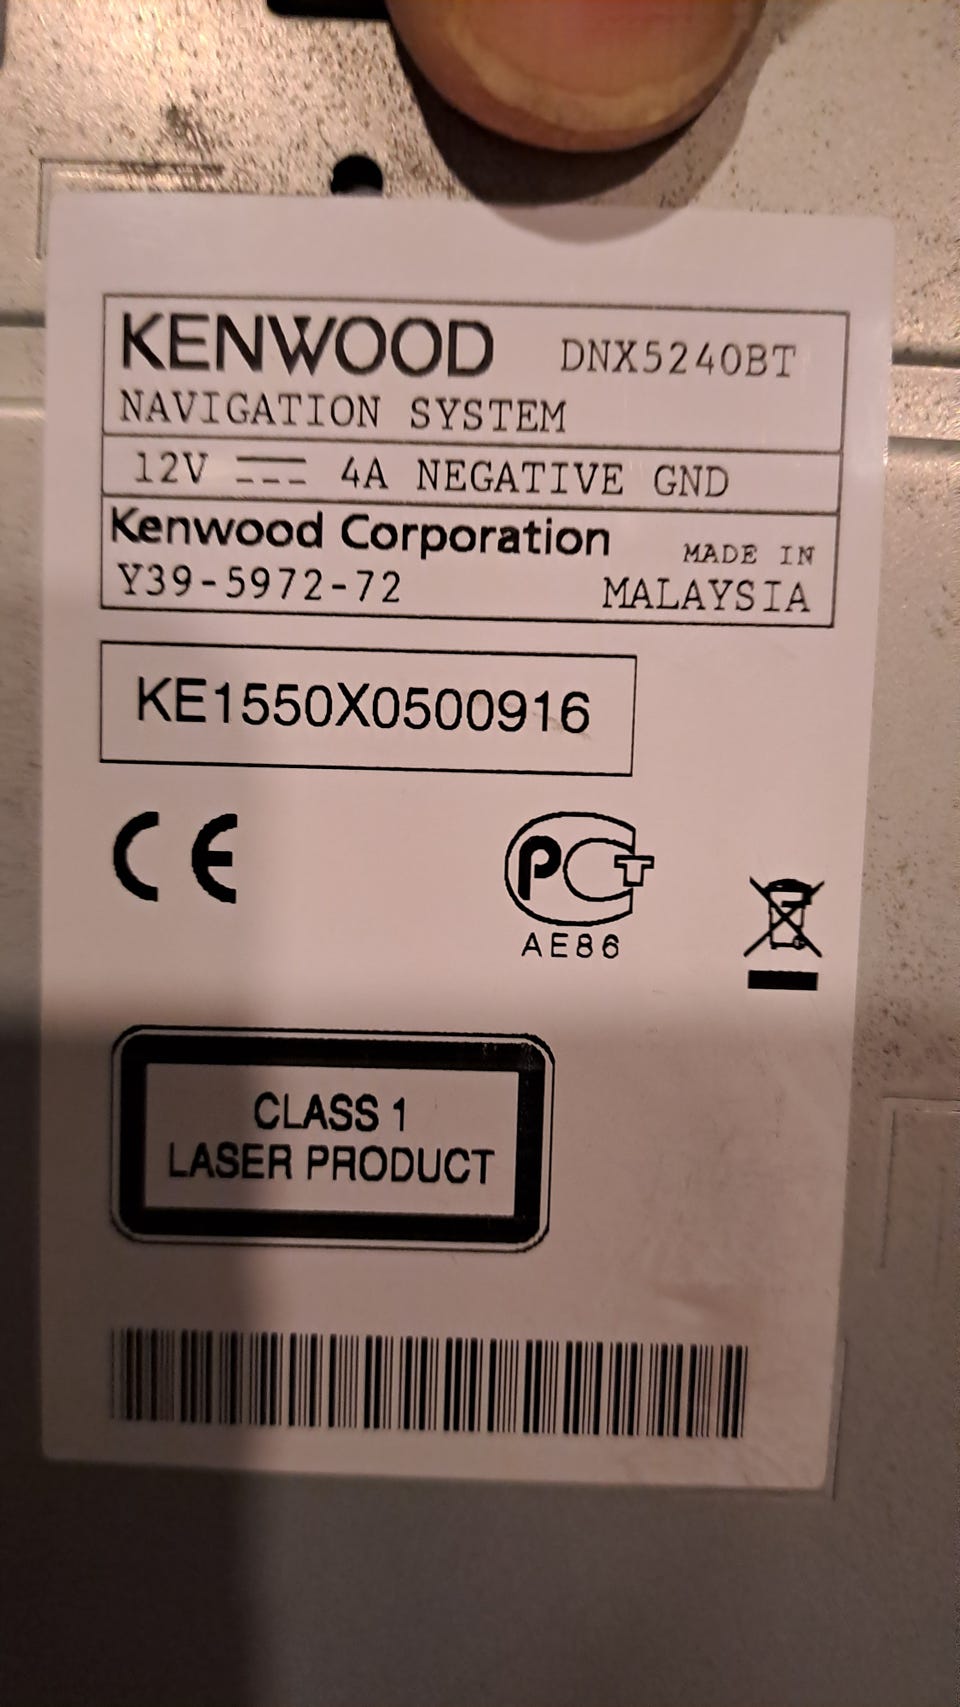 KENWOOD DNX5240BT
NAVIGATION SYSTEM
12V ⎓ 4A NEGATIVE GND
Kenwood Corporation MADE IN
Y39-5972-72 MALAYSIA
KE1550X0500916
CE
РСТ
AE86
CLASS 1
LASER PRODUCT